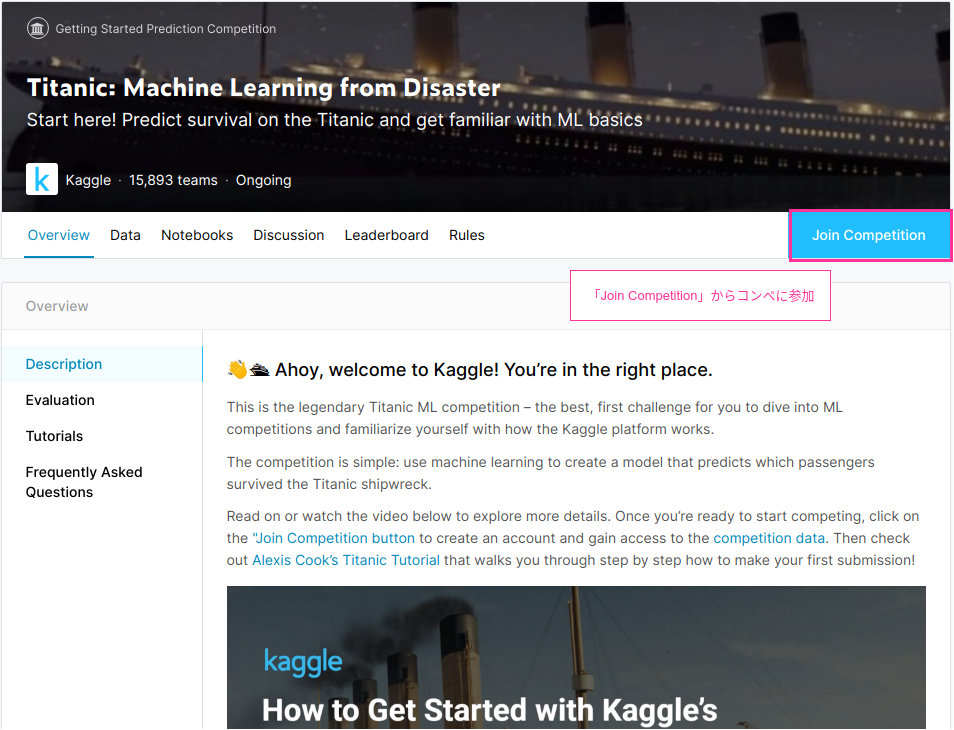 Getting Started Prediction Competition
Titanic: Machine Learning from Disaster
Start here! Predict survival on the Titanic and get familiar with ML basics
k
Kaggle · 15,893 teams · Ongoing
Overview Data Notebooks Discussion Leaderboard Rules Join Competition
「Join Competition」からコンペに参加
Overview
Description
Evaluation
Tutorials
Frequently Asked
Questions
👋🛳️ Ahoy, welcome to Kaggle! You’re in the right place.
This is the legendary Titanic ML competition – the best, first challenge for you to dive into ML
competitions and familiarize yourself with how the Kaggle platform works.
The competition is simple: use machine learning to create a model that predicts which passengers
survived the Titanic shipwreck.
Read on or watch the video below to explore more details. Once you’re ready to start competing, click on
the "Join Competition button to create an account and gain access to the competition data. Then check
out Alexis Cook’s Titanic Tutorial that walks you through step by step how to make your first submission!
kaggle
How to Get Started with Kaggle’s